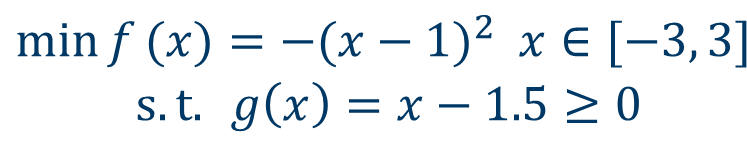 min f (x) = −(x − 1)² x ∈ [−3, 3]
s. t. g(x) = x − 1.5 ≥ 0